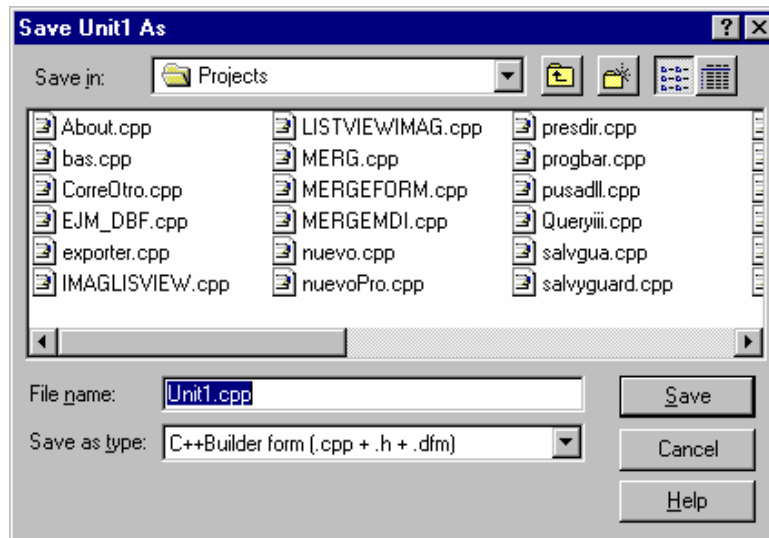 Save Unit1 As
Save in: Projects
About.cpp LISTVIEWIMAG.cpp presdir.cpp
bas.cpp MERG.cpp progbar.cpp
CorreOtro.cpp MERGEFORM.cpp pusadll.cpp
EJM_DBF.cpp MERGEMDI.cpp Queryiii.cpp
exporter.cpp nuevo.cpp salvgua.cpp
IMAGLISVIEW.cpp nuevoPro.cpp salvyguard.cpp
File name: Unit1.cpp Save
Save as type: C++Builder form (.cpp + .h + .dfm) Cancel
Help